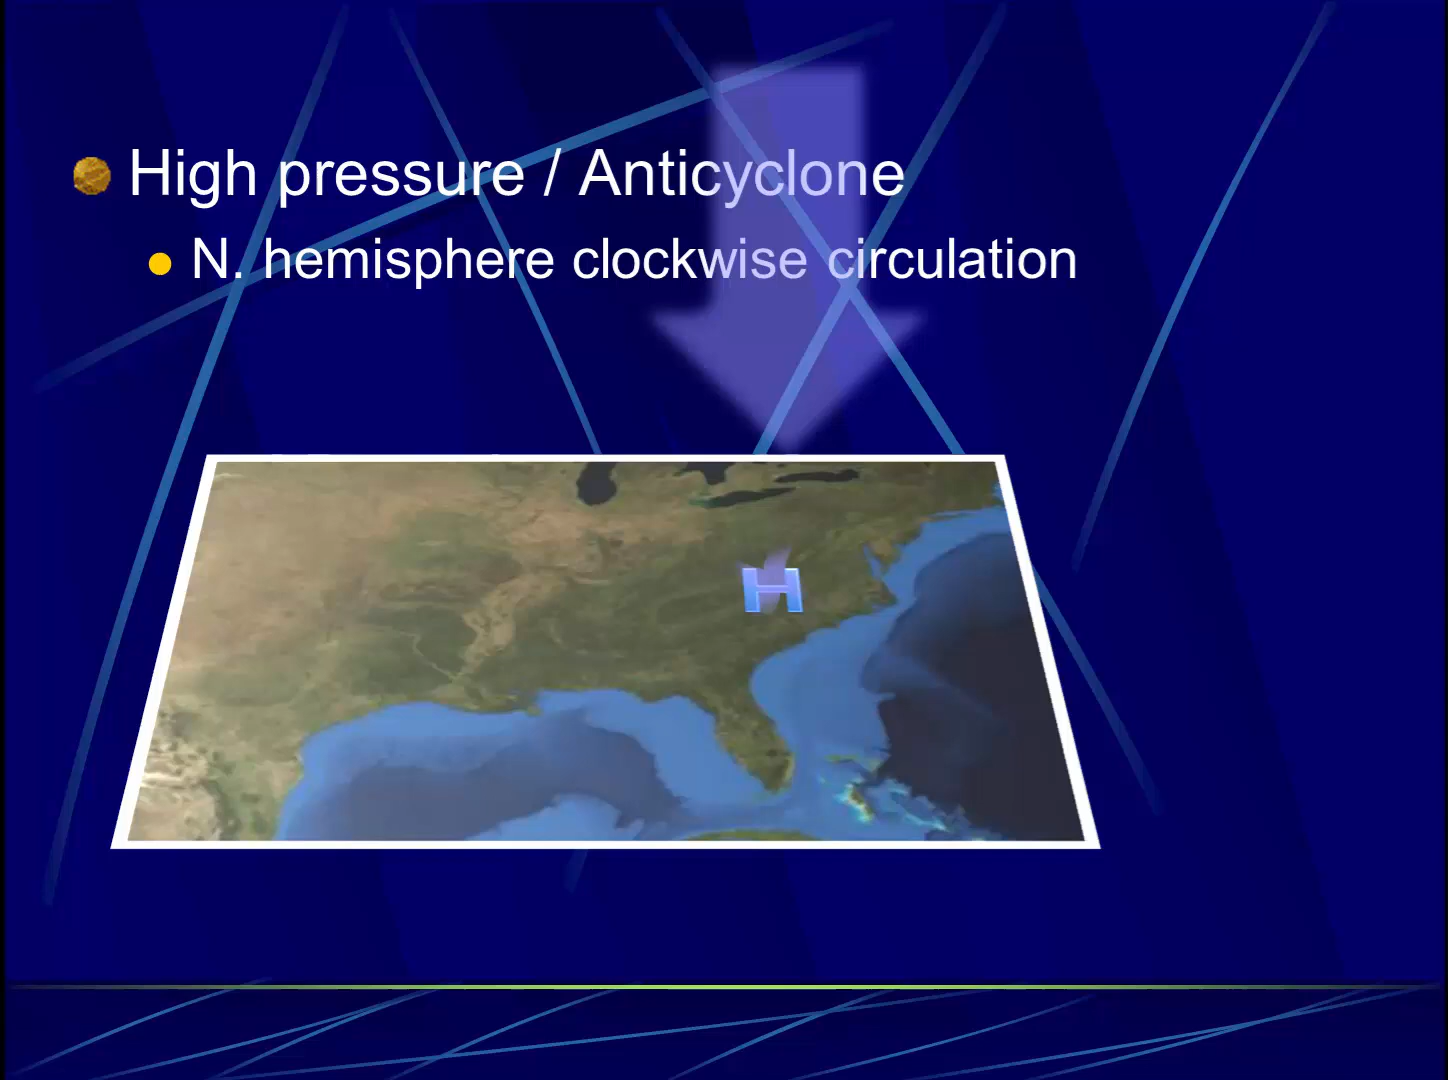 High pressure / Anticyclone
N. hemisphere clockwise circulation
H